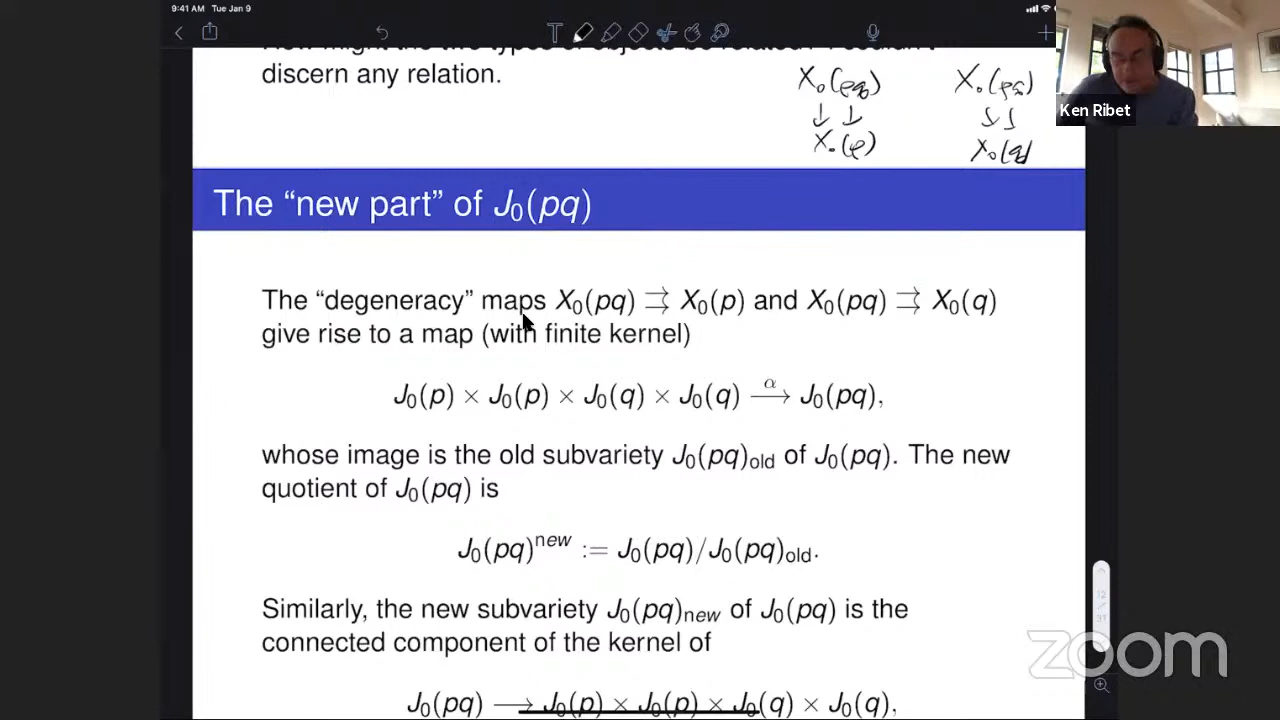 9:41 AM Tue Jan 9
discern any relation.
X₀(pq) X₀(pq)
↓ ↓ ↓ ↓
X₀(p) X₀(q)
Ken Ribet
The “new part” of J₀(pq)
The “degeneracy” maps X₀(pq) ⇉ X₀(p) and X₀(pq) ⇉ X₀(q)
give rise to a map (with finite kernel)
J₀(p) × J₀(p) × J₀(q) × J₀(q) —α→ J₀(pq),
whose image is the old subvariety J₀(pq)_old of J₀(pq). The new
quotient of J₀(pq) is
J₀(pq)^new := J₀(pq)/J₀(pq)_old.
Similarly, the new subvariety J₀(pq)_new of J₀(pq) is the
connected component of the kernel of
J₀(pq) ⟶ J₀(p) × J₀(p) × J₀(q) × J₀(q),
12
/
31
zoom